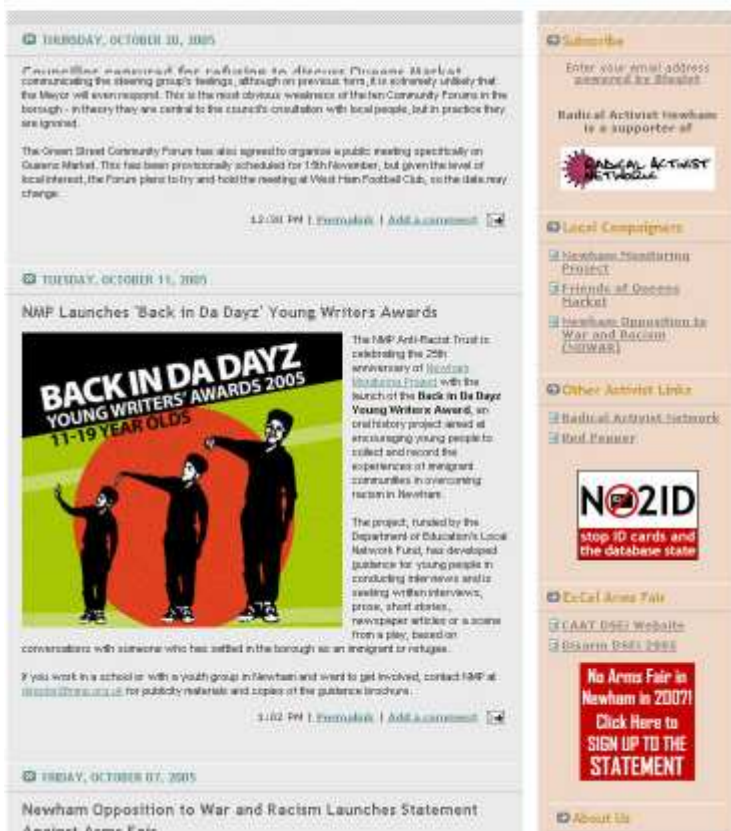 THURSDAY, OCTOBER 20, 2005
Councillor censured for refusing to discuss Queens Market
communicating the steering group's feelings, although on previous form, it is extremely unlikely that
the Mayor will even respond. This is the most obvious weakness of the ten Community Forums in the
borough - in theory they are central to the council's consultation with local people, but in practice they
are ignored.
The Green Street Community Forum has also agreed to organise a public meeting specifically on
Queens Market. This has been provisionally scheduled for 15th November, but given the level of
local interest, the Forum plans to try and hold the meeting at West Ham Football Club, so the date may
change.
12:30 PM | Permalink | Add a comment
TUESDAY, OCTOBER 11, 2005
NMP Launches 'Back in Da Dayz' Young Writers Awards
BACK IN DA DAYZ
YOUNG WRITERS' AWARDS 2005
11-19 YEAR OLDS
The NMP Anti-Racist Trust is
celebrating the 25th
anniversary of Newham
Monitoring Project with the
launch of the Back in Da Dayz
Young Writers Award, an
oral history project aimed at
encouraging young people to
collect and record the
experiences of immigrant
communities in overcoming
racism in Newham.
The project, funded by the
Department of Education's Local
Network Fund, has developed
guidance for young people in
conducting interviews and is
seeking written interviews,
prose, short stories,
newspaper articles or a scene
from a play, based on
conversations with someone who has settled in the borough as an immigrant or refugee.
If you work in a school or with a youth group in Newham and want to get involved, contact NMP at
for publicity materials and copies of the guidance brochure.
1:02 PM | Permalink | Add a comment
FRIDAY, OCTOBER 07, 2005
Newham Opposition to War and Racism Launches Statement
Against Arms Fair
Subscribe
Enter your email address
powered by Bloglet
Radical Activist Newham
is a supporter of
RADICAL ACTIVIST
NETWORK
Local Campaigners
Newham Monitoring
Project
Friends of Queens
Market
Newham Opposition to
War and Racism
(NOWAR)
Other Activist Links
Radical Activist Network
Red Pepper
NO2ID
stop ID cards and
the database state
ExCel Arms Fair
CAAT DSEi Website
Disarm DSEi 2005
No Arms Fair in
Newham in 2007!
Click Here to
SIGN UP TO THE
STATEMENT
About Us